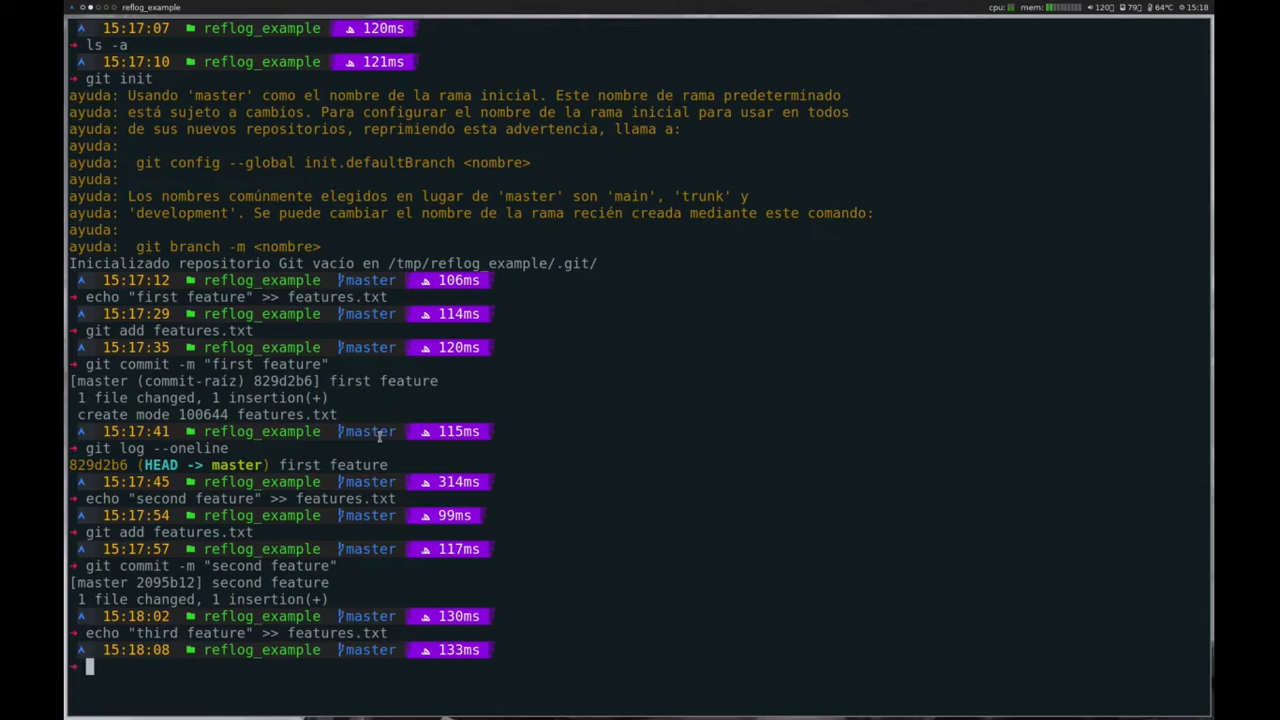 reflog_example cpu: mem: 120 79 64°C 15:18
15:17:07 reflog_example 120ms
→ ls -a
15:17:10 reflog_example 121ms
→ git init
ayuda: Usando 'master' como el nombre de la rama inicial. Este nombre de rama predeterminado
ayuda: está sujeto a cambios. Para configurar el nombre de la rama inicial para usar en todos
ayuda: de sus nuevos repositorios, reprimiendo esta advertencia, llama a:
ayuda:
ayuda:  git config --global init.defaultBranch <nombre>
ayuda:
ayuda: Los nombres comúnmente elegidos en lugar de 'master' son 'main', 'trunk' y
ayuda: 'development'. Se puede cambiar el nombre de la rama recién creada mediante este comando:
ayuda:
ayuda:  git branch -m <nombre>
Inicializado repositorio Git vacío en /tmp/reflog_example/.git/
15:17:12 reflog_example master 106ms
→ echo "first feature" >> features.txt
15:17:29 reflog_example master 114ms
→ git add features.txt
15:17:35 reflog_example master 120ms
→ git commit -m "first feature"
[master (commit-raíz) 829d2b6] first feature
 1 file changed, 1 insertion(+)
 create mode 100644 features.txt
15:17:41 reflog_example master 115ms
→ git log --oneline
829d2b6 (HEAD -> master) first feature
15:17:45 reflog_example master 314ms
→ echo "second feature" >> features.txt
15:17:54 reflog_example master 99ms
→ git add features.txt
15:17:57 reflog_example master 117ms
→ git commit -m "second feature"
[master 2095b12] second feature
 1 file changed, 1 insertion(+)
15:18:02 reflog_example master 130ms
→ echo "third feature" >> features.txt
15:18:08 reflog_example master 133ms
→